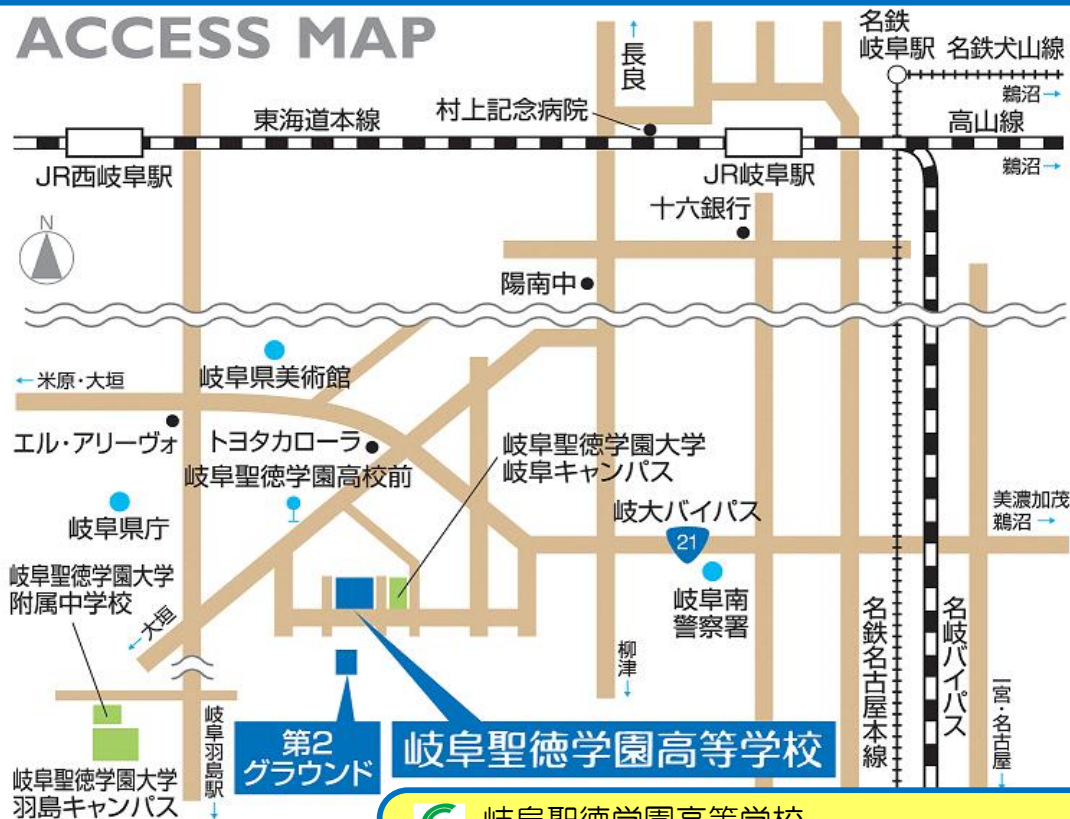 ACCESS MAP
↑
長良
名鉄
岐阜駅
名鉄犬山線
鵜沼→
村上記念病院
東海道本線
高山線
鵜沼→
JR西岐阜駅
JR岐阜駅
N
十六銀行
陽南中
岐阜県美術館
←米原・大垣
エル・アリーヴォ
トヨタカローラ
岐阜聖徳学園高校前
岐阜聖徳学園大学
岐阜キャンパス
岐阜県庁
岐大バイパス
21
美濃加茂
鵜沼→
岐阜聖徳学園大学
附属中学校
←大垣
岐阜南
警察署
柳津↓
名鉄名古屋本線
名岐バイパス
一宮・名古屋↓
岐阜羽島駅↓
第2
グラウンド
岐阜聖徳学園高等学校
岐阜聖徳学園大学
羽島キャンパス